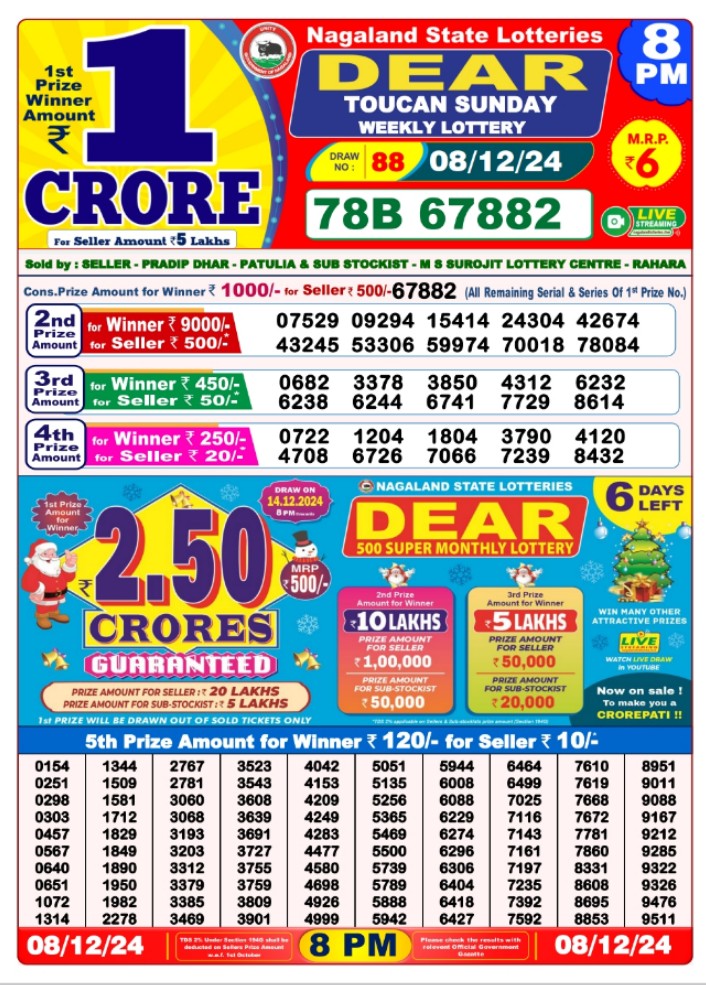 1st
Prize
Winner
Amount
₹
1
CRORE
For Seller Amount ₹5 Lakhs
Nagaland State Lotteries
DEAR
TOUCAN SUNDAY
WEEKLY LOTTERY
8
PM
DRAW
NO :
88
08/12/24
M.R.P.
₹6
78B 67882
LIVE
STREAMING
Sold by : SELLER - PRADIP DHAR - PATULIA & SUB STOCKIST - M S SUROJIT LOTTERY CENTRE - RAHARA
Cons.Prize Amount for Winner ₹ 1000/- for Seller ₹ 500/- 67882 (All Remaining Serial & Series Of 1st Prize No.)
2nd
Prize
Amount
for Winner ₹ 9000/-
for Seller ₹ 500/-*
07529 09294 15414 24304 42674
43245 53306 59974 70018 78084
3rd
Prize
Amount
for Winner ₹ 450/-
for Seller ₹ 50/-*
0682 3378 3850 4312 6232
6238 6244 6741 7729 8614
4th
Prize
Amount
for Winner ₹ 250/-
for Seller ₹ 20/-*
0722 1204 1804 3790 4120
4708 6726 7066 7239 8432
1st Prize
Amount
for
Winner
DRAW ON
14.12.2024
8 PM Onwards
₹ 2.50
CRORES
GUARANTEED
MRP
₹500/-
PRIZE AMOUNT FOR SELLER : ₹ 20 LAKHS
PRIZE AMOUNT FOR SUB-STOCKIST : ₹ 5 LAKHS
1st PRIZE WILL BE DRAWN OUT OF SOLD TICKETS ONLY
NAGALAND STATE LOTTERIES
DEAR
500 SUPER MONTHLY LOTTERY
2nd Prize
Amount for Winner
₹10 LAKHS
PRIZE AMOUNT
FOR SELLER
₹ 1,00,000
PRIZE AMOUNT
FOR SUB-STOCKIST
₹ 50,000
3rd Prize
Amount for Winner
₹5 LAKHS
PRIZE AMOUNT
FOR SELLER
₹ 50,000
PRIZE AMOUNT
FOR SUB-STOCKIST
₹ 20,000
*TDS 2% applicable on Sellers & Sub-stockists prize amount (Section 194G)
6 DAYS
LEFT
WIN MANY OTHER
ATTRACTIVE PRIZES
LIVE
STREAMING
WATCH LIVE DRAW
in YOUTUBE
Now on sale !
To make you a
CROREPATI !!
5th Prize Amount for Winner ₹ 120/- for Seller ₹ 10/-*
0154 1344 2767 3523 4042 5051 5944 6464 7610 8951
0251 1509 2781 3543 4153 5135 6008 6499 7619 9011
0298 1581 3060 3608 4209 5256 6088 7025 7668 9088
0303 1712 3068 3639 4249 5365 6229 7116 7672 9167
0457 1829 3193 3691 4283 5469 6274 7143 7781 9212
0567 1849 3203 3727 4477 5500 6296 7161 7860 9285
0640 1890 3312 3755 4580 5739 6306 7197 8331 9322
0651 1950 3379 3759 4698 5789 6404 7235 8608 9326
1072 1982 3385 3809 4926 5888 6418 7392 8695 9476
1314 2278 3469 3901 4999 5942 6427 7592 8853 9511
08/12/24
TDS 2% Under Section 194G shall be
deducted on Sellers Prize Amount
w.e.f. 1st October
8 PM
Please check the results with
relevant Official Government
Gazette
08/12/24